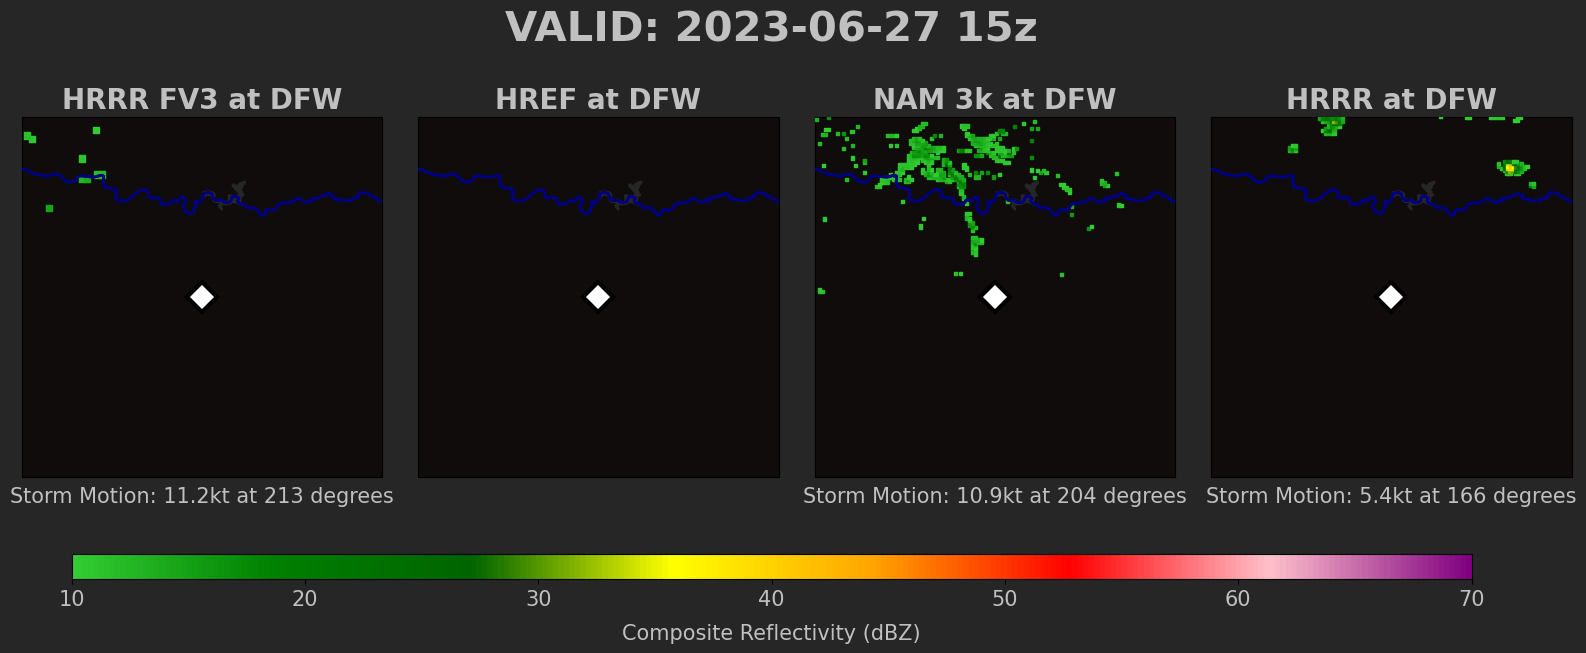 VALID: 2023-06-27 15z
HRRR FV3 at DFW
HREF at DFW
NAM 3k at DFW
HRRR at DFW
Storm Motion: 11.2kt at 213 degrees
Storm Motion: 10.9kt at 204 degrees
Storm Motion: 5.4kt at 166 degrees
10 20 30 40 50 60 70
Composite Reflectivity (dBZ)